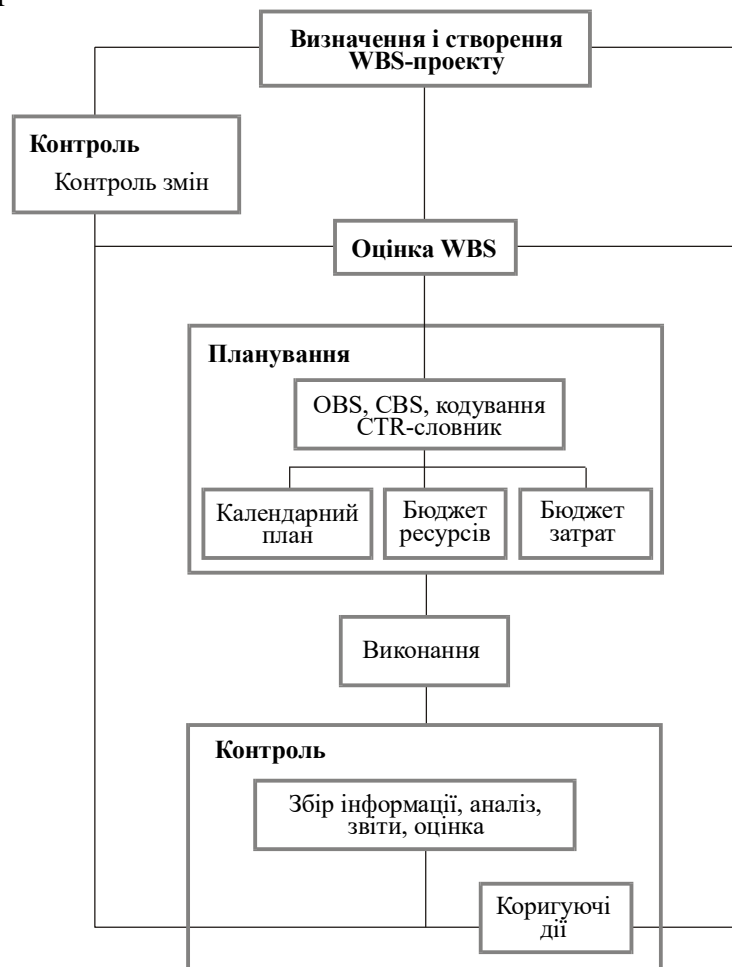 Визначення і створення
WBS-проекту
Контроль
Контроль змін
Оцінка WBS
Планування
OBS, CBS, кодування
CTR-словник
Календарний
план
Бюджет
ресурсів
Бюджет
затрат
Виконання
Контроль
Збір інформації, аналіз,
звіти, оцінка
Коригуючі
дії